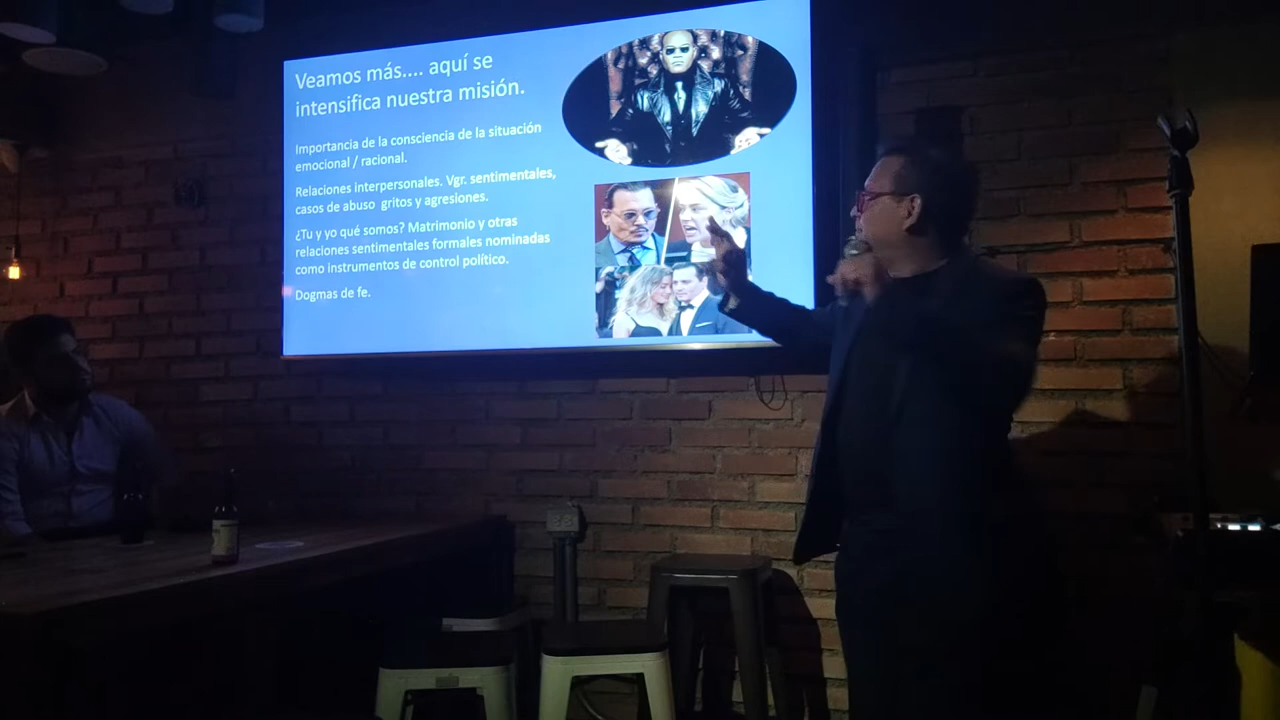 Veamos más.... aquí se
intensifica nuestra misión.
Importancia de la consciencia de la situación
emocional / racional.
Relaciones interpersonales. Vgr. sentimentales,
casos de abuso gritos y agresiones.
¿Tu y yo qué somos? Matrimonio y otras
relaciones sentimentales formales nominadas
como instrumentos de control político.
Dogmas de fe.